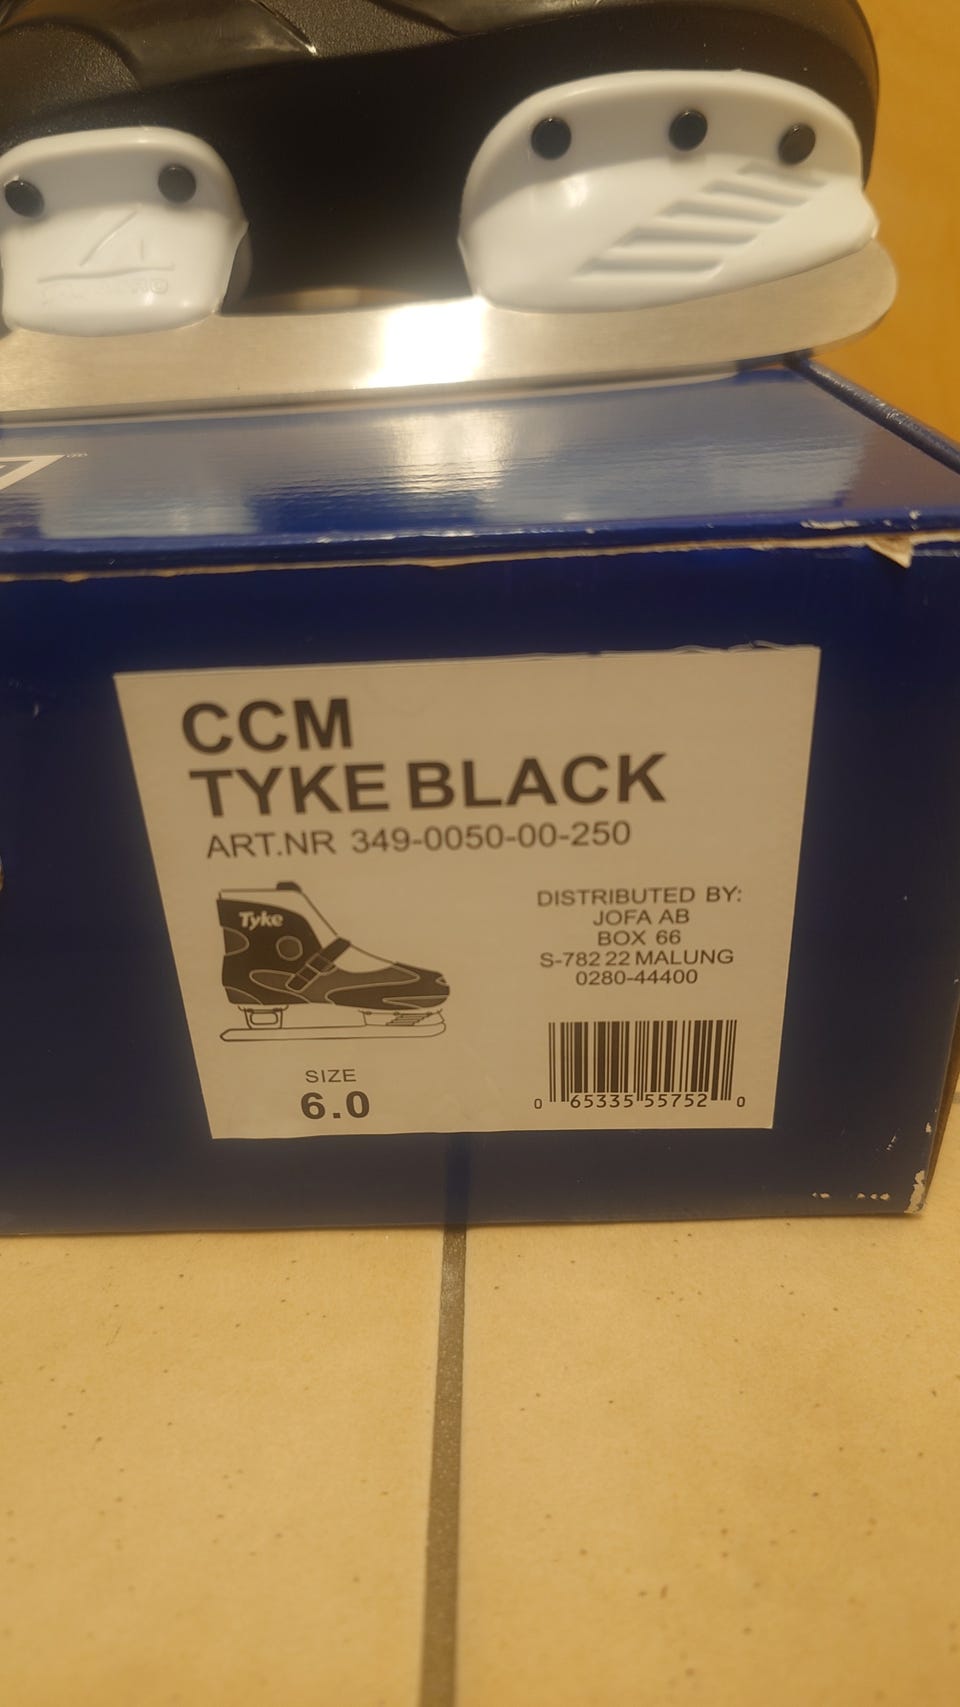 CCM
TYKE BLACK
ART.NR 349-0050-00-250
Tyke
DISTRIBUTED BY:
JOFA AB
BOX 66
S-782 22 MALUNG
0280-44400
SIZE
6.0
0 65335 55752 0